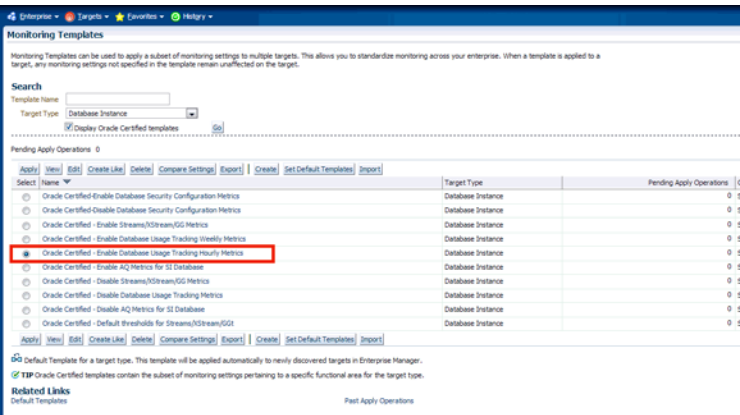 Enterprise Targets Favorites History
Monitoring Templates
Monitoring Templates can be used to apply a subset of monitoring settings to multiple targets. This allows you to standardize monitoring across your enterprise. When a template is applied to a
target, any monitoring settings not specified in the template remain unaffected on the target.
Search
Template Name
Target Type Database Instance
Display Oracle Certified templates Go
Pending Apply Operations 0
Apply View Edit Create Like Delete Compare Settings Export | Create Set Default Templates Import
Select Name Target Type Pending Apply Operations
Oracle Certified-Enable Database Security Configuration Metrics Database Instance 0
Oracle Certified-Disable Database Security Configuration Metrics Database Instance 0
Oracle Certified - Enable Streams/XStream/GG Metrics Database Instance 0
Oracle Certified - Enable Database Usage Tracking Weekly Metrics Database Instance 0
Oracle Certified - Enable Database Usage Tracking Hourly Metrics Database Instance 0
Oracle Certified - Enable AQ Metrics for SI Database Database Instance 0
Oracle Certified - Disable Streams/XStream/GG Metrics Database Instance 0
Oracle Certified - Disable Database Usage Tracking Metrics Database Instance 0
Oracle Certified - Disable AQ Metrics for SI Database Database Instance 0
Oracle Certified - Default thresholds for Streams/XStream/GGt Database Instance 0
Apply View Edit Create Like Delete Compare Settings Export | Create Set Default Templates Import
Default Template for a target type. This template will be applied automatically to newly discovered targets in Enterprise Manager.
TIP Oracle Certified templates contain the subset of monitoring settings pertaining to a specific functional area for the target type.
Related Links
Default Templates Past Apply Operations